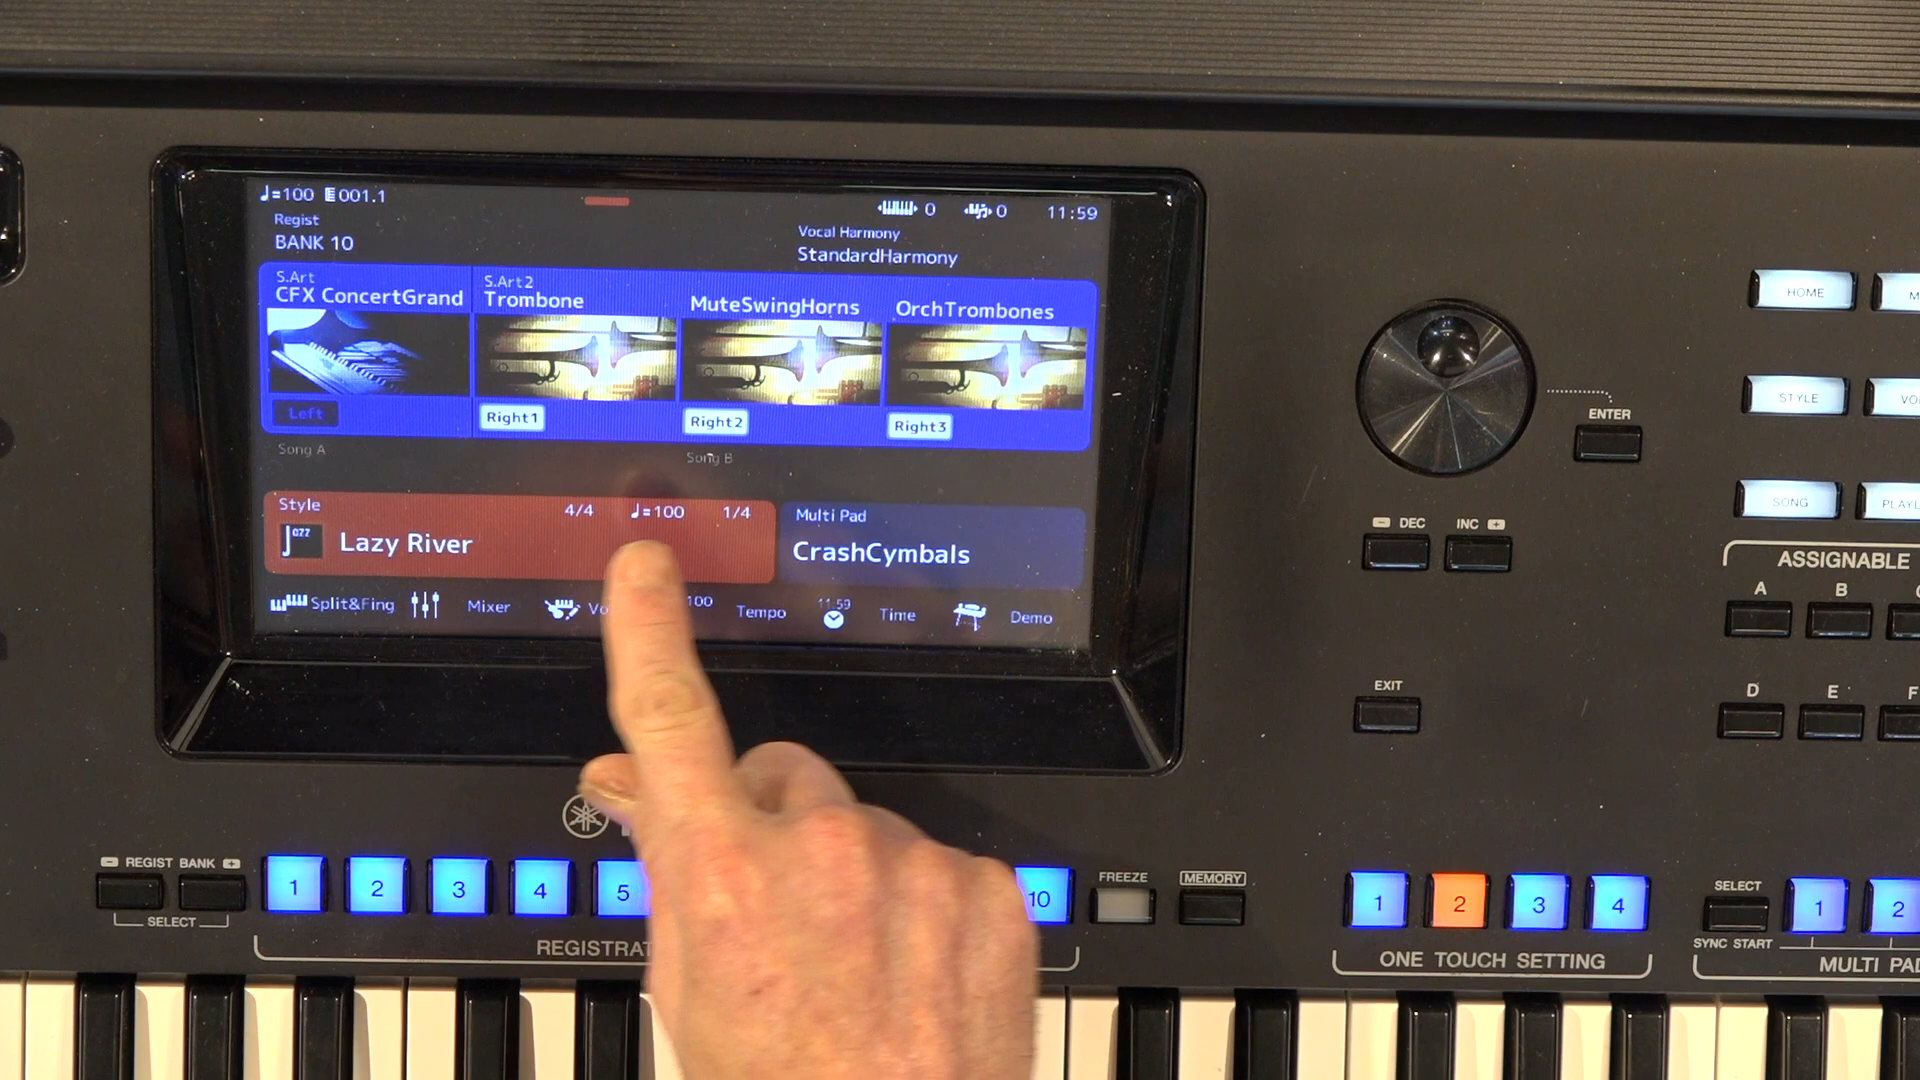 ♩=100 001.1
0 0 11:59
Regist
BANK 10
Vocal Harmony
StandardHarmony
S.Art
CFX ConcertGrand
S.Art2
Trombone
MuteSwingHorns
OrchTrombones
Left
Right1
Right2
Right3
Song A
Song B
Style 4/4 ♩=100 1/4
Jazz
Lazy River
Multi Pad
CrashCymbals
Split&Fing
Mixer
100
Tempo
11:59
Time
Demo
HOME
STYLE
SONG
ENTER
- DEC
INC +
EXIT
ASSIGNABLE
A B
D E F
- REGIST BANK +
SELECT
1 2 3 4 5 10
FREEZE
MEMORY
1 2 3 4
ONE TOUCH SETTING
SELECT
SYNC START
1 2